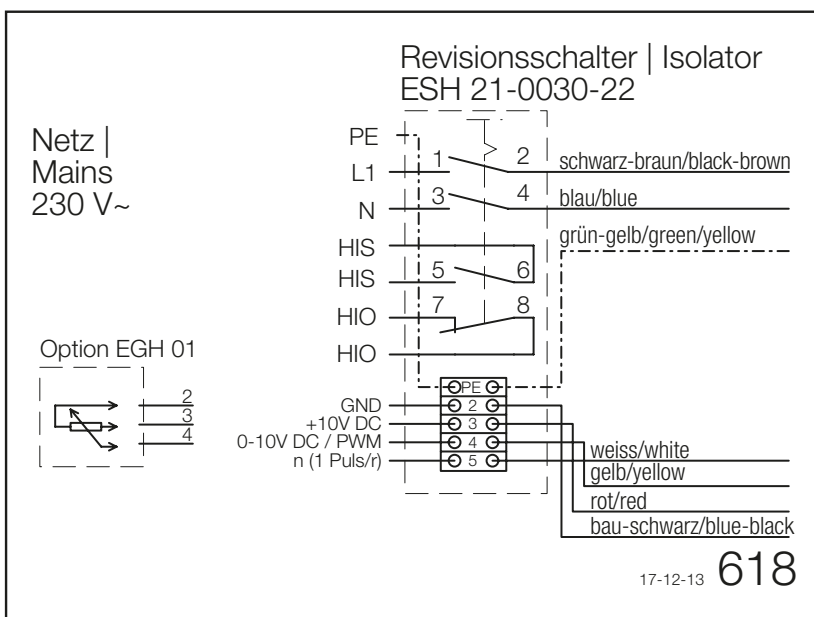 Revisionsschalter | Isolator
ESH 21-0030-22
Netz |
Mains
230 V~
PE
L1 1 2 schwarz-braun/black-brown
N 3 4 blau/blue
grün-gelb/green/yellow
HIS
HIS 5 6
HIO 7 8
HIO
Option EGH 01
2
3
4
PE
GND 2
+10V DC 3
0-10V DC / PWM 4
n (1 Puls/r) 5
weiss/white
gelb/yellow
rot/red
bau-schwarz/blue-black
17-12-13 618